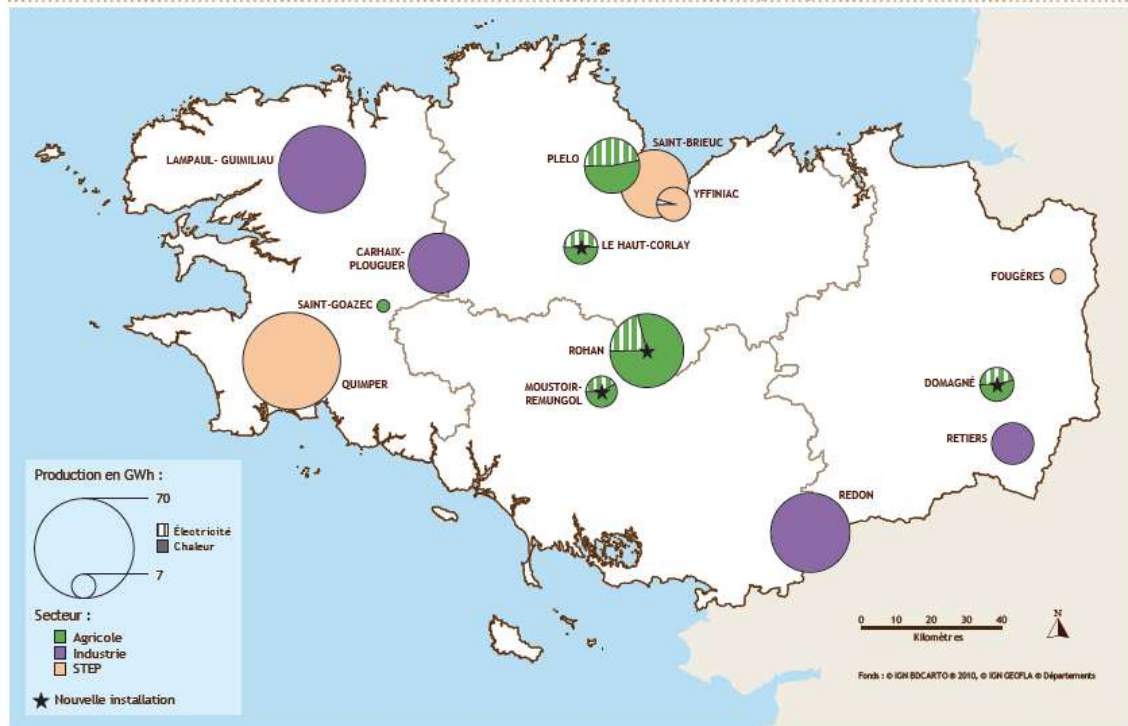 LAMPAUL- GUIMILIAU
PLELO
SAINT-BRIEUC
YFFINIAC
CARHAIX-
PLOUGUER
LE HAUT-CORLAY
SAINT-GOAZEC
FOUGÈRES
ROHAN
QUIMPER
MOUSTOIR-
REMUNGOL
DOMAGNÉ
RETIERS
REDON
Production en GWh :
70
Électricité
Chaleur
7
Secteur :
Agricole
Industrie
STEP
Nouvelle installation
0 10 20 30 40
Kilomètres
N
Fonds : © IGN BDCARTO ® 2010, © IGN GEOFLA ® Départements